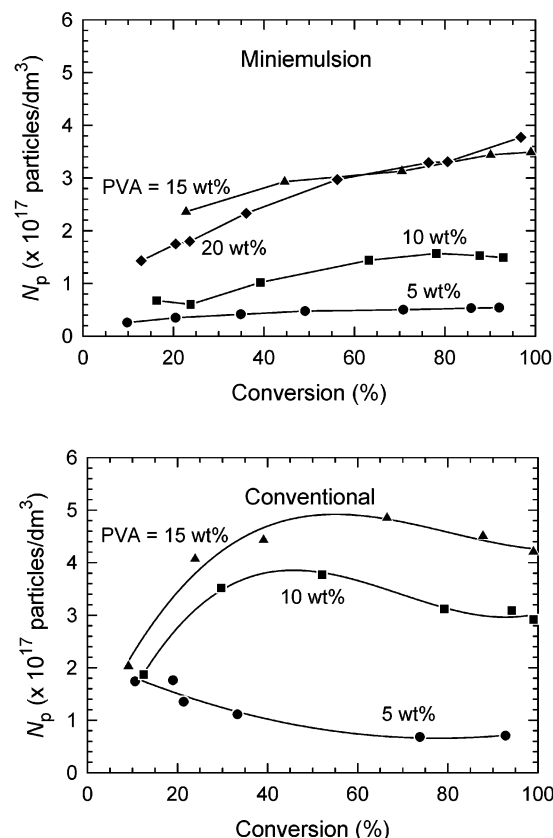 6
Miniemulsion
5
4
PVA = 15 wt%
3
20 wt%
10 wt%
2
1
5 wt%
0
0 20 40 60 80 100
Conversion (%)
Np (x 10^17 particles/dm^3)
6
Conventional
5
PVA = 15 wt%
4
10 wt%
3
2
5 wt%
1
0
0 20 40 60 80 100
Conversion (%)
Np (x 10^17 particles/dm^3)